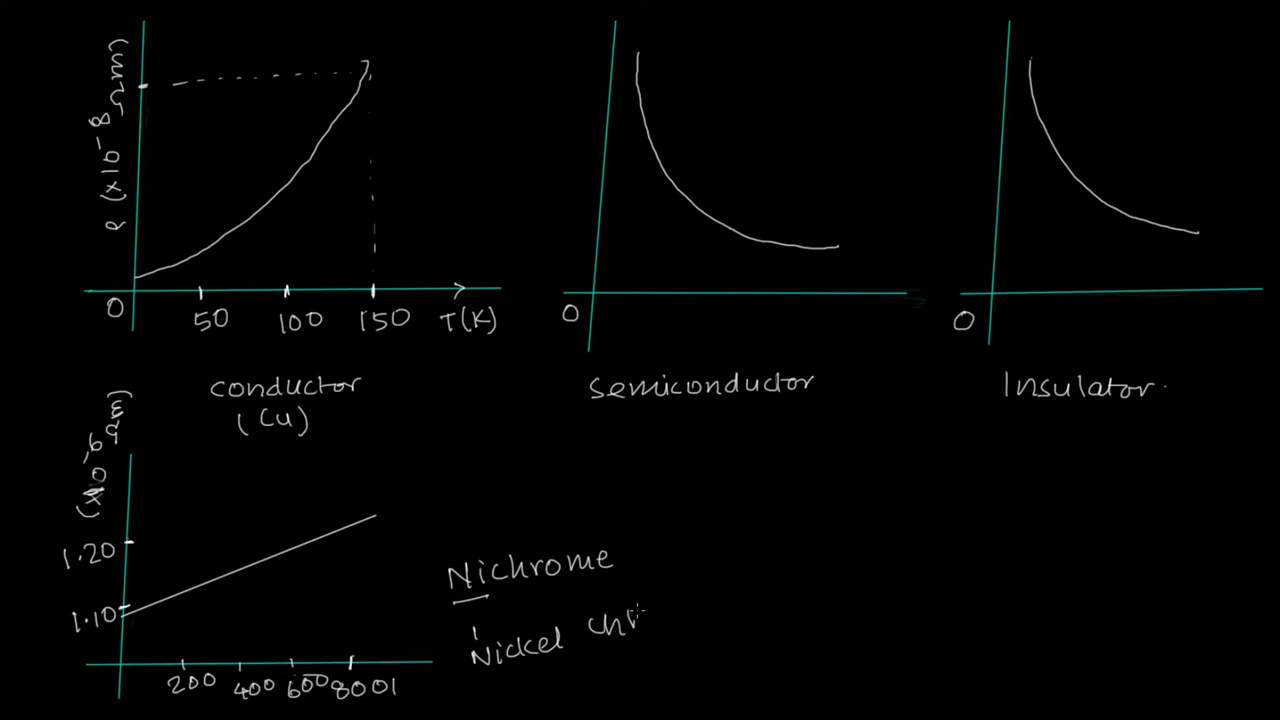 ρ (×10⁻⁸ Ωm)
0
50
100
150
T(K)
conductor
(Cu)
0
semiconductor
0
Insulator.
(×10⁻⁶ Ωm)
1.20
1.10
200
400
600
800
Nichrome
Nickel chr